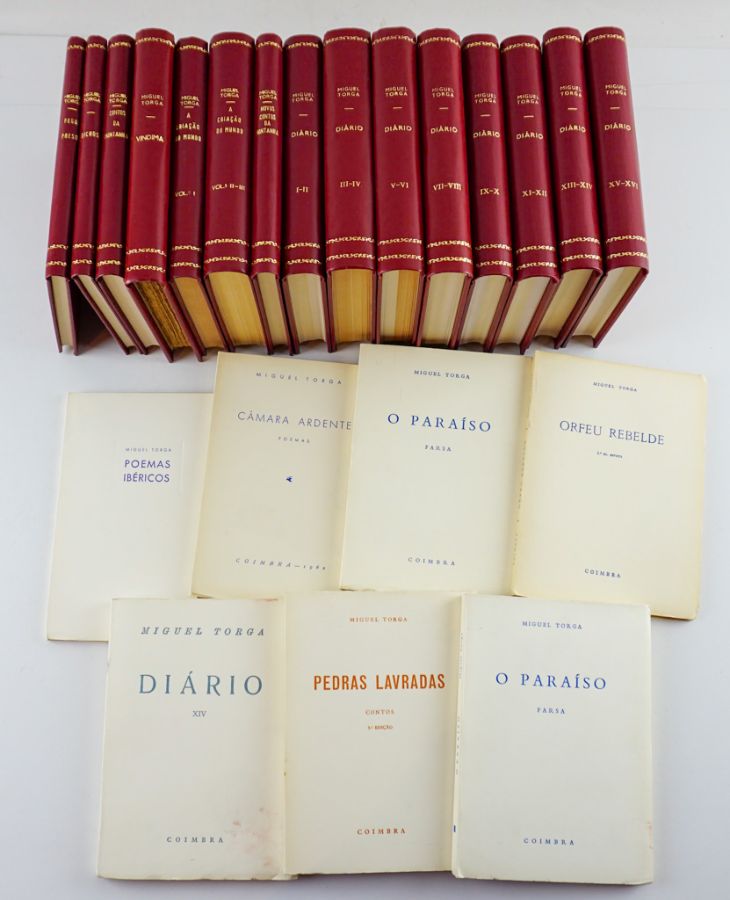 MIGUEL
TORGA
MIGUEL
TORGA
BICHOS
MIGUEL
TORGA
CONTOS
DA
MONTANHA
MIGUEL
TORGA
VINDIMA
MIGUEL
TORGA
A
CRIAÇÃO
DO MUNDO
VOL. I
MIGUEL
TORGA
A
CRIAÇÃO
DO MUNDO
VOL. II-III
MIGUEL
TORGA
NOVOS
CONTOS DA
MONTANHA
MIGUEL
TORGA
DIÁRIO
I-II
MIGUEL
TORGA
DIÁRIO
III-IV
MIGUEL
TORGA
DIÁRIO
V-VI
MIGUEL
TORGA
DIÁRIO
VII-VIII
MIGUEL
TORGA
DIÁRIO
IX-X
MIGUEL
TORGA
DIÁRIO
XI-XII
MIGUEL
TORGA
DIÁRIO
XIII-XIV
MIGUEL
TORGA
DIÁRIO
XV-XVI
MIGUEL TORGA
POEMAS
IBÉRICOS
MIGUEL TORGA
CÂMARA ARDENTE
POEMAS
COIMBRA—1962
MIGUEL TORGA
O PARAÍSO
FARSA
COIMBRA
MIGUEL TORGA
ORFEU REBELDE
COIMBRA
MIGUEL TORGA
DIÁRIO
XIV
COIMBRA
MIGUEL TORGA
PEDRAS LAVRADAS
CONTOS
EDIÇÃO
COIMBRA
MIGUEL TORGA
O PARAÍSO
FARSA
COIMBRA